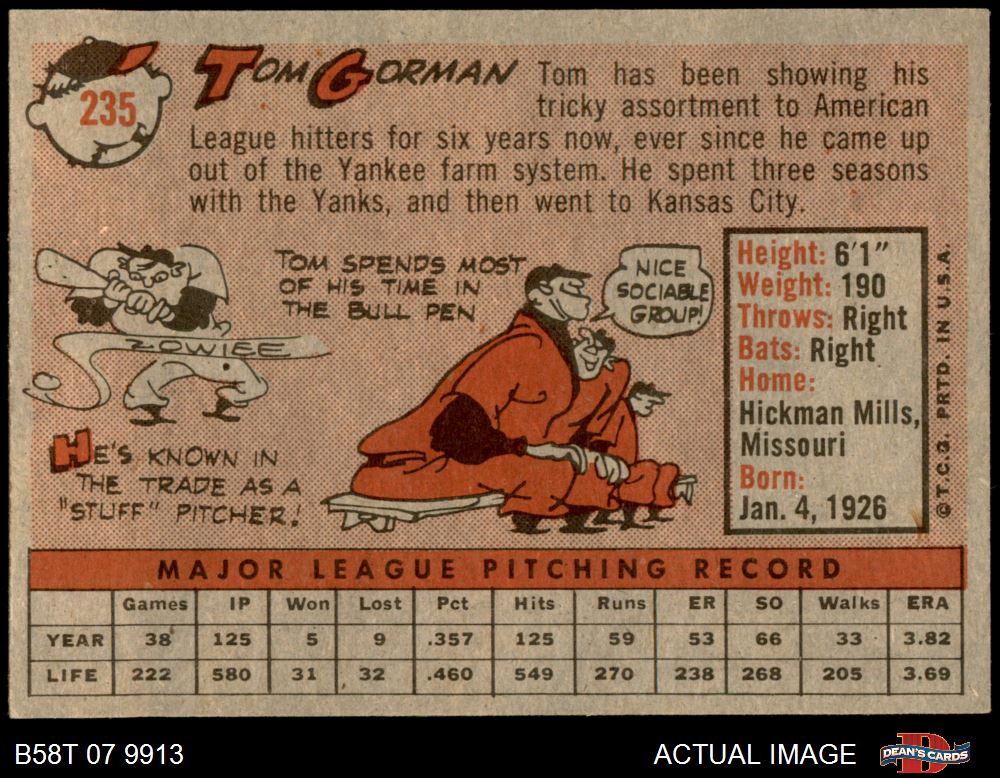 235
TOM GORMAN
Tom has been showing his
tricky assortment to American
League hitters for six years now, ever since he came up
out of the Yankee farm system. He spent three seasons
with the Yanks, and then went to Kansas City.
ZOWIEE
HE'S KNOWN IN
THE TRADE AS A
"STUFF" PITCHER!
TOM SPENDS MOST
OF HIS TIME IN
THE BULL PEN
NICE
SOCIABLE
GROUP!
Height: 6'1"
Weight: 190
Throws: Right
Bats: Right
Home:
Hickman Mills,
Missouri
Born:
Jan. 4, 1926
© T.C.G. PRTD. IN U.S.A.
MAJOR LEAGUE PITCHING RECORD
Games IP Won Lost Pct Hits Runs ER SO Walks ERA
YEAR 38 125 5 9 .357 125 59 53 66 33 3.82
LIFE 222 580 31 32 .460 549 270 238 268 205 3.69
B58T 07 9913
ACTUAL IMAGE
D
DEAN'S CARDS